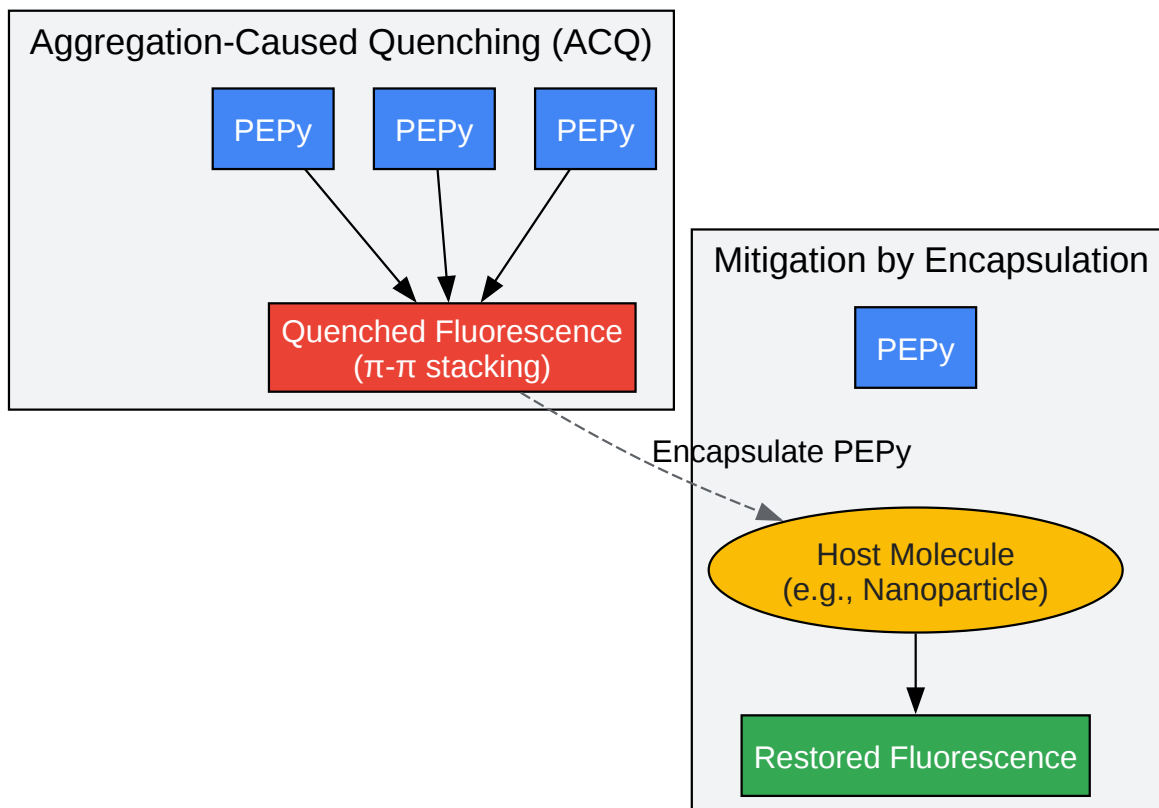 Aggregation-Caused Quenching (ACQ)
PEPy
PEPy
PEPy
Quenched Fluorescence
(π-π stacking)
Mitigation by Encapsulation
PEPy
Encapsulate PEPy
Host Molecule
(e.g., Nanoparticle)
Restored Fluorescence